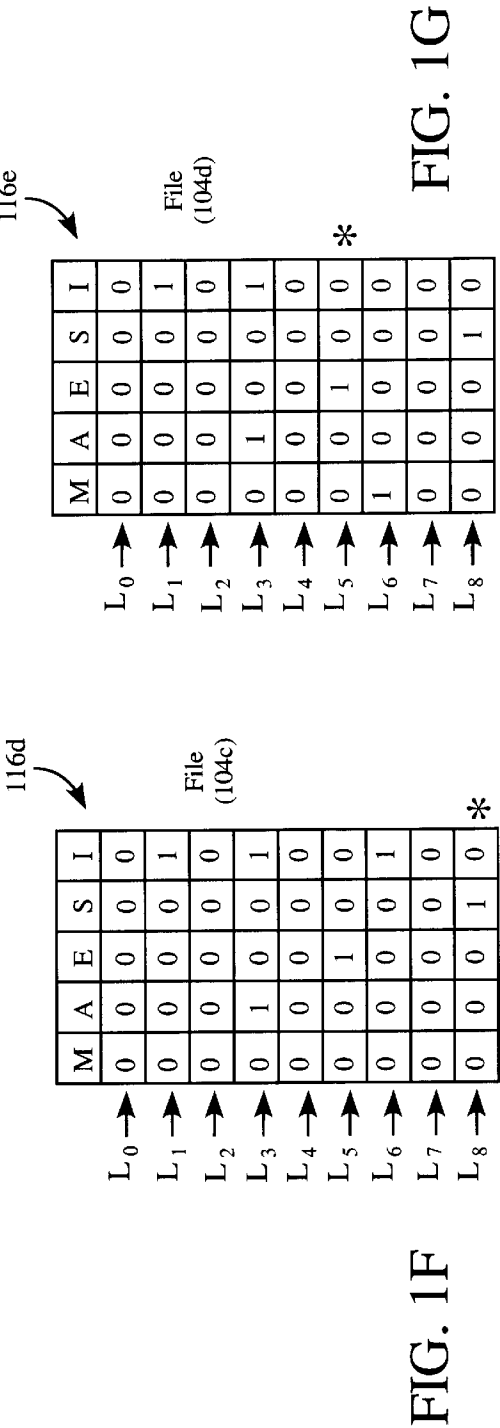 116d
M A E S I
L0 → 0 0 0 0 0
L1 → 0 0 0 0 1
L2 → 0 0 0 0 0
L3 → 0 1 0 0 1
L4 → 0 0 0 0 0
L5 → 0 0 1 0 0
L6 → 0 0 0 0 1
L7 → 0 0 0 0 0
L8 → 0 0 0 1 0 *
File
(104c)
FIG. 1F
116e
M A E S I
L0 → 0 0 0 0 0
L1 → 0 0 0 0 1
L2 → 0 0 0 0 0
L3 → 0 1 0 0 1
L4 → 0 0 0 0 0
L5 → 0 0 1 0 0 *
L6 → 1 0 0 0 0
L7 → 0 0 0 0 0
L8 → 0 0 0 1 0
File
(104d)
FIG. 1G